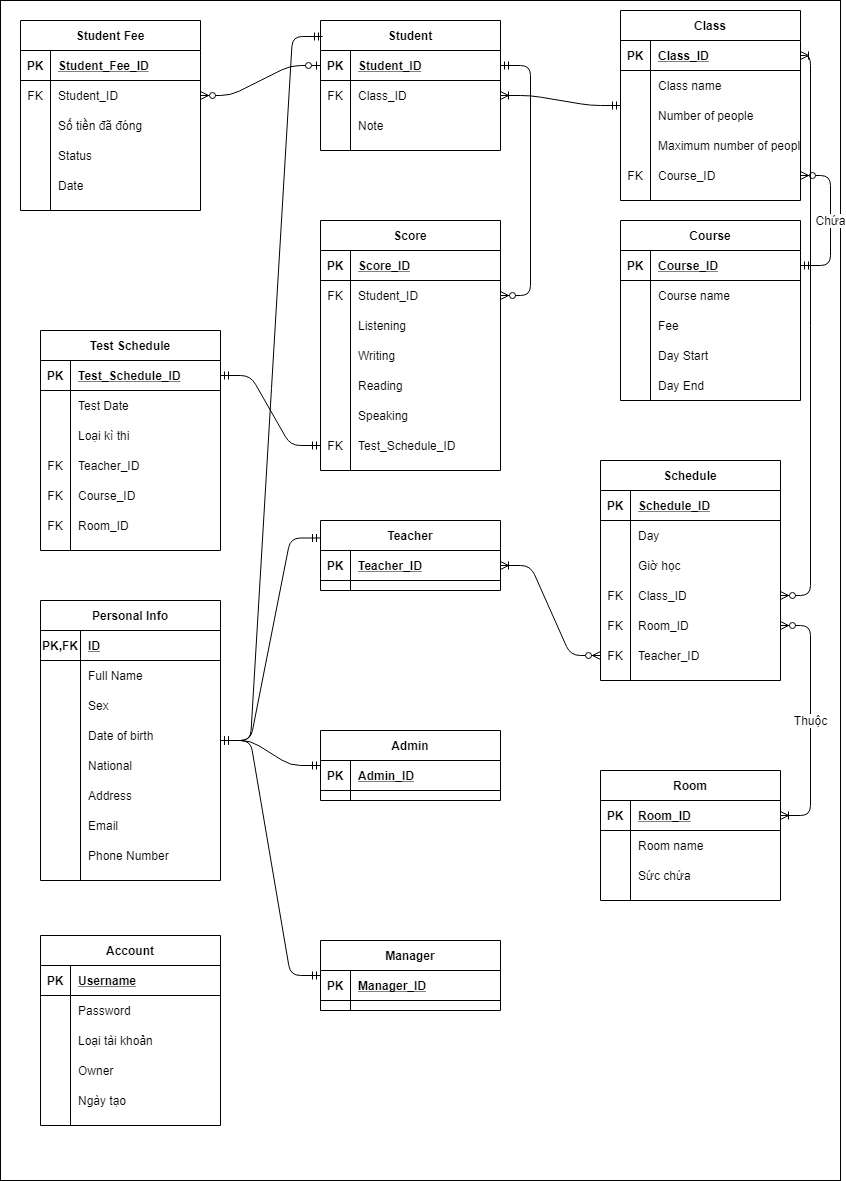 Student Fee
PK Student_Fee_ID
FK Student_ID
Số tiền đã đóng
Status
Date
Student
PK Student_ID
FK Class_ID
Note
Class
PK Class_ID
Class name
Number of people
Maximum number of peopl
FK Course_ID
Chứa
Score
PK Score_ID
FK Student_ID
Listening
Writing
Reading
Speaking
FK Test_Schedule_ID
Course
PK Course_ID
Course name
Fee
Day Start
Day End
Test Schedule
PK Test_Schedule_ID
Test Date
Loại kì thi
FK Teacher_ID
FK Course_ID
FK Room_ID
Teacher
PK Teacher_ID
Schedule
PK Schedule_ID
Day
Giờ học
FK Class_ID
FK Room_ID
FK Teacher_ID
Thuộc
Personal Info
PK,FK ID
Full Name
Sex
Date of birth
National
Address
Email
Phone Number
Admin
PK Admin_ID
Room
PK Room_ID
Room name
Sức chứa
Account
PK Username
Password
Loại tài khoản
Owner
Ngày tạo
Manager
PK Manager_ID